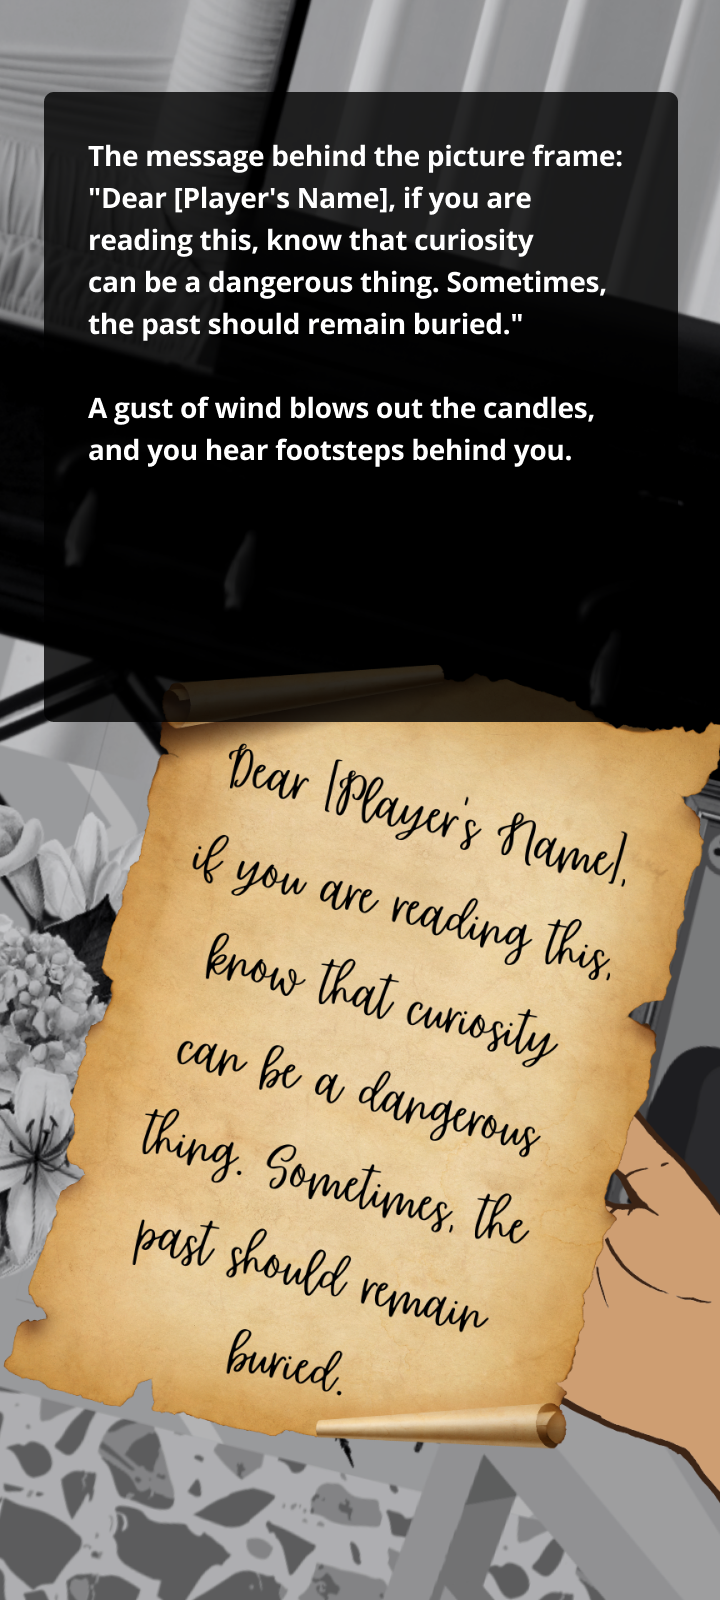 The message behind the picture frame:
"Dear [Player's Name], if you are
reading this, know that curiosity
can be a dangerous thing. Sometimes,
the past should remain buried."
A gust of wind blows out the candles,
and you hear footsteps behind you.
Dear [Player's Name],
if you are reading this,
know that curiosity
can be a dangerous
thing. Sometimes, the
past should remain
buried.